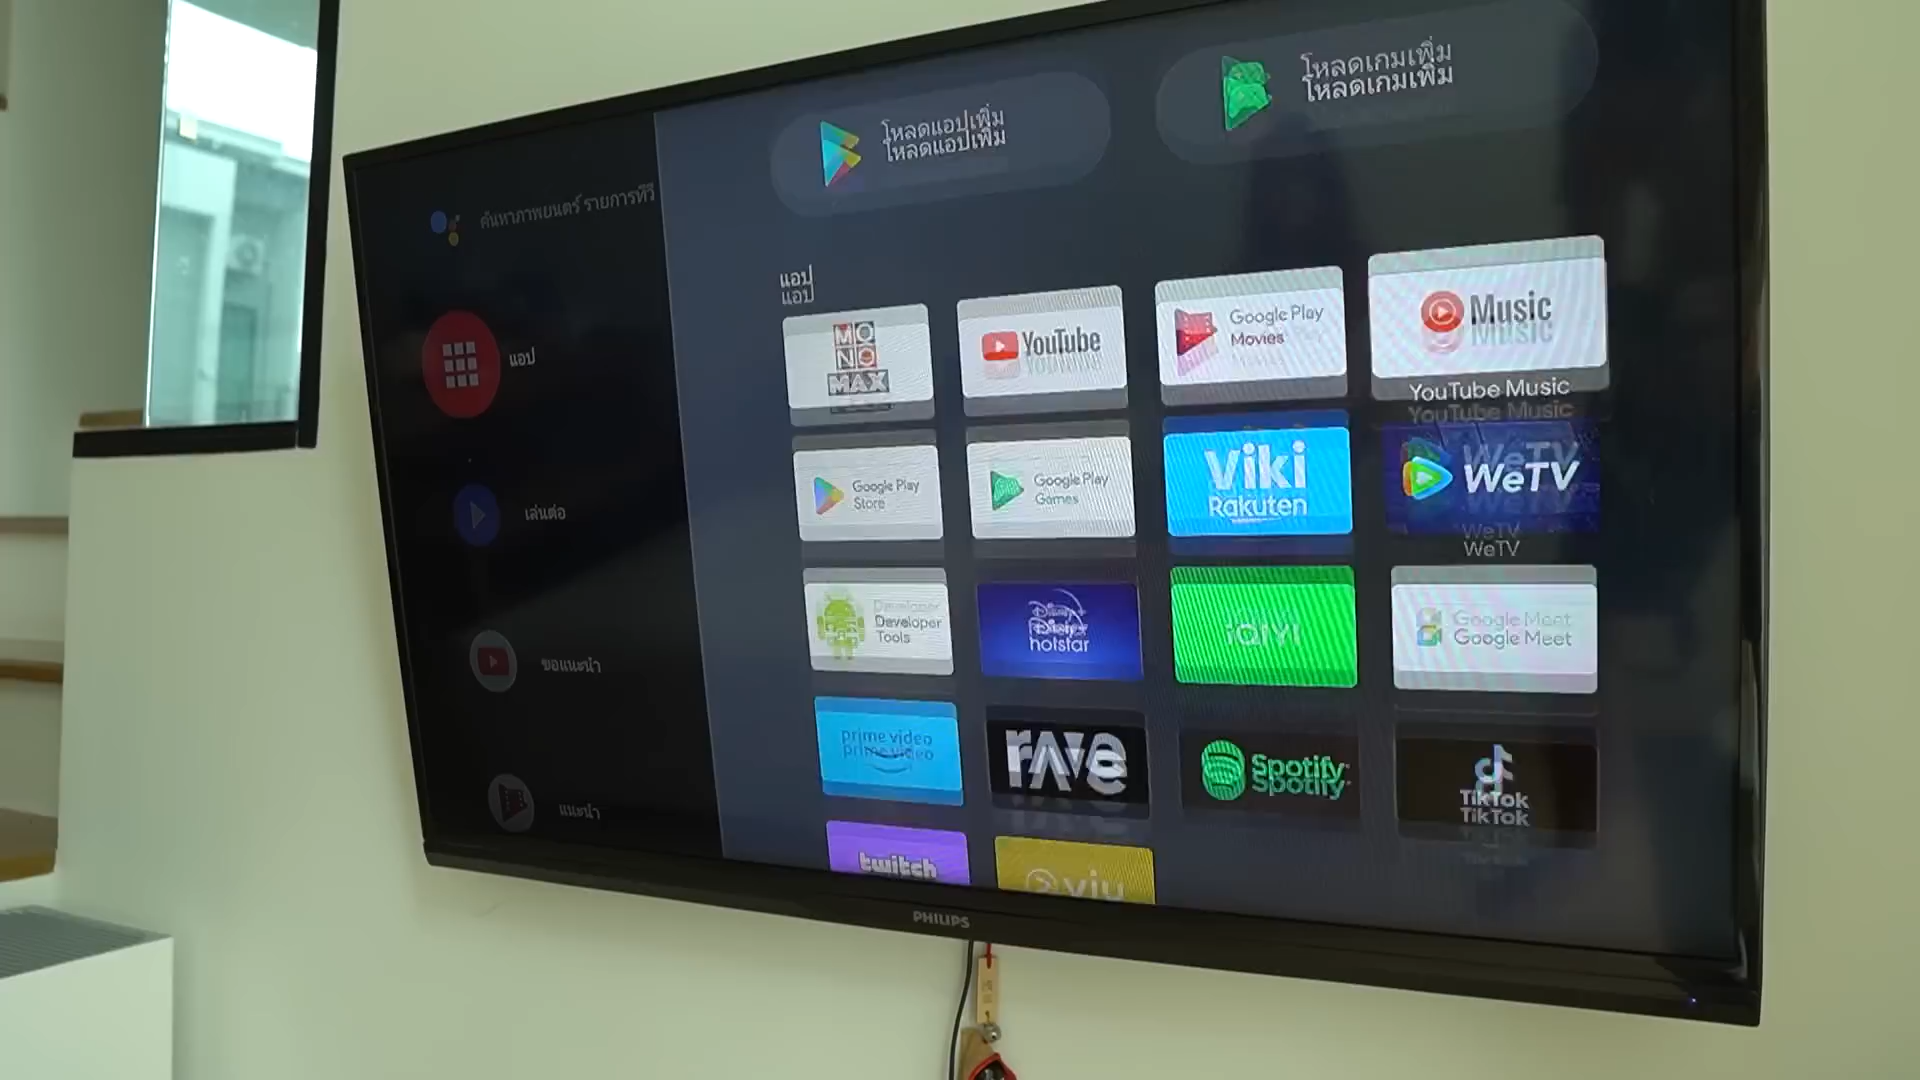 โหลดแอปเพิ่ม
โหลดเกมเพิ่ม
ค้นหาภาพยนตร์ รายการทีวี
แอป
แอป
MONO
MAX
YouTube
Google Play
Movies
Music
YouTube Music
เล่นต่อ
Google Play
Store
Google Play
Games
Viki
Rakuten
WeTV
WeTV
ขอแนะนำ
Developer
Tools
Disney+
hotstar
iQIYI
Google Meet
แนะนำ
prime video
rave
Spotify
TikTok
twitch
viu
PHILIPS